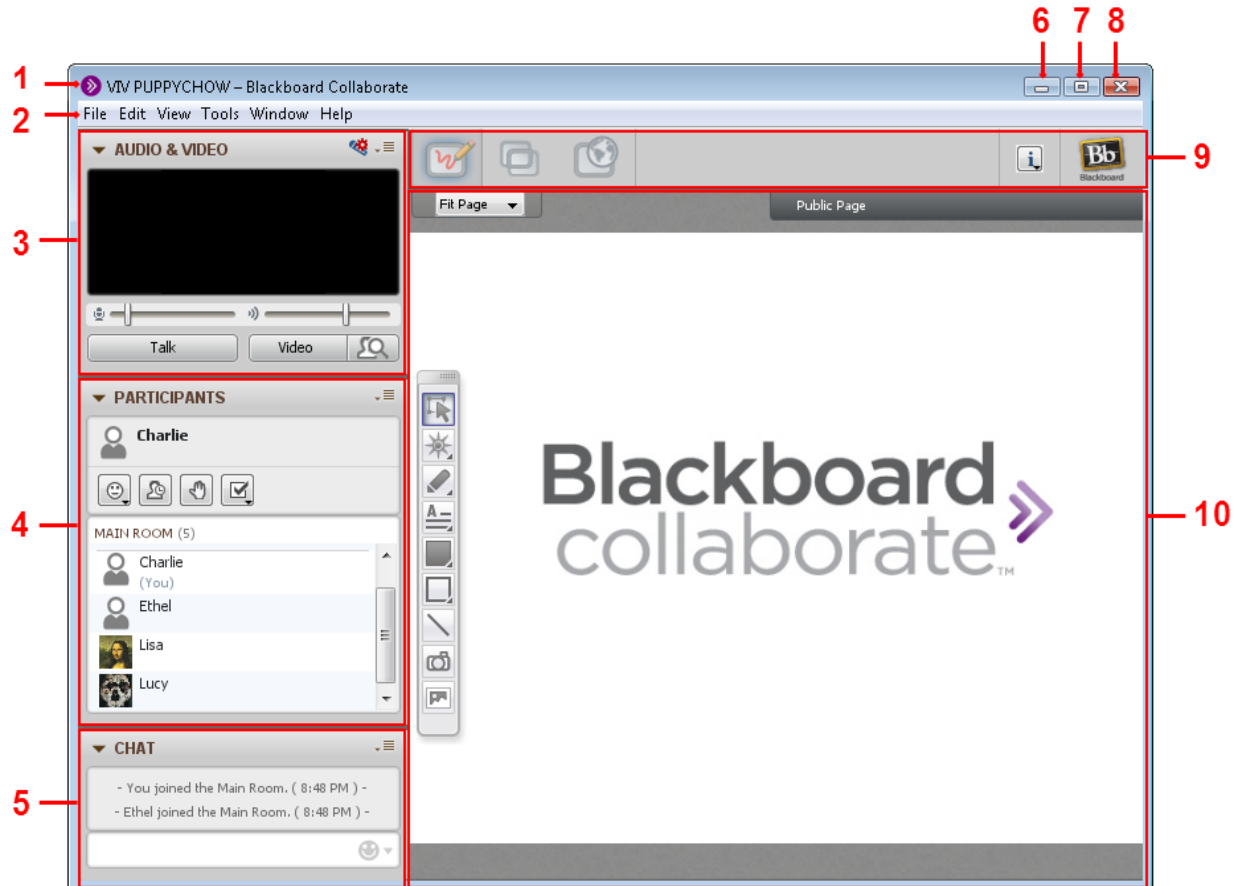 6 7 8
1 VIV PUPPYCHOW – Blackboard Collaborate
2 File Edit View Tools Window Help
AUDIO & VIDEO
i
Bb
Blackboard
9
Fit Page
Public Page
3
Talk Video
PARTICIPANTS
Charlie
4
MAIN ROOM (5)
Charlie
(You)
Ethel
Lisa
Lucy
Blackboard
collaborate™
10
CHAT
- You joined the Main Room. ( 8:48 PM ) -
5
- Ethel joined the Main Room. ( 8:48 PM ) -